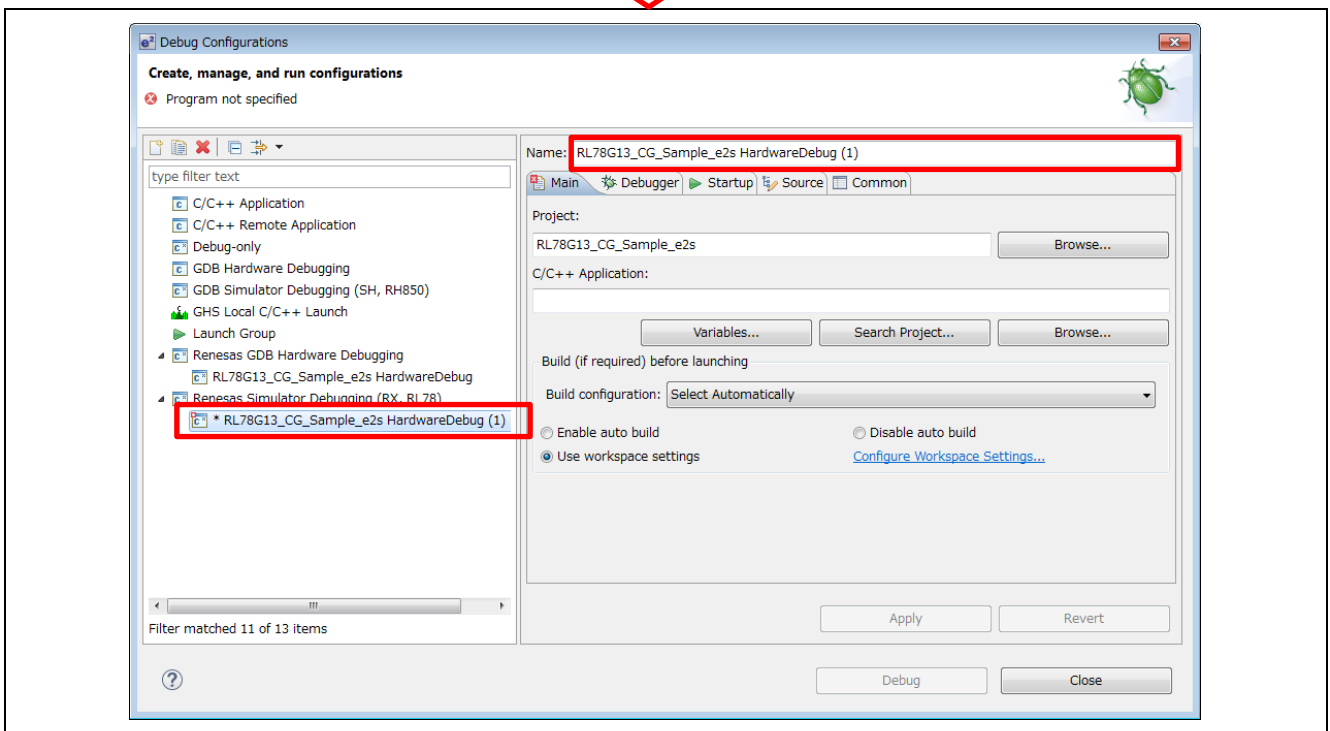 e² Debug Configurations
Create, manage, and run configurations
Program not specified
type filter text
C/C++ Application
C/C++ Remote Application
Debug-only
GDB Hardware Debugging
GDB Simulator Debugging (SH, RH850)
GHS Local C/C++ Launch
Launch Group
Renesas GDB Hardware Debugging
RL78G13_CG_Sample_e2s HardwareDebug
Renesas Simulator Debugging (RX, RL78)
* RL78G13_CG_Sample_e2s HardwareDebug (1)
Filter matched 11 of 13 items
Name: RL78G13_CG_Sample_e2s HardwareDebug (1)
Main Debugger Startup Source Common
Project:
RL78G13_CG_Sample_e2s Browse...
C/C++ Application:
Variables... Search Project... Browse...
Build (if required) before launching
Build configuration: Select Automatically
Enable auto build Disable auto build
Use workspace settings Configure Workspace Settings...
Apply Revert
? Debug Close